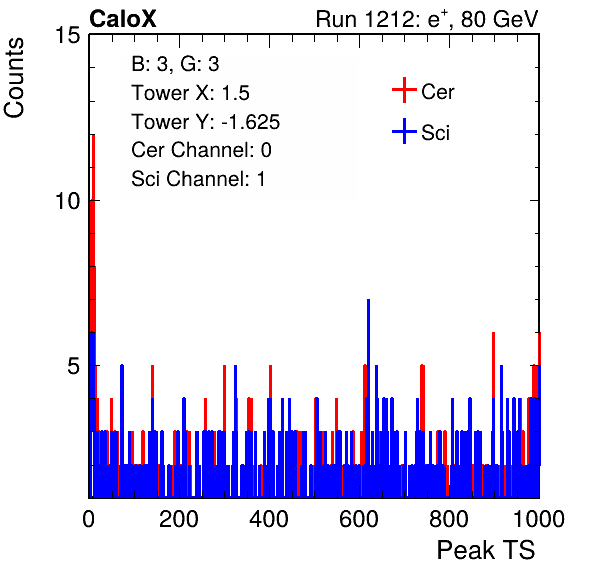 CaloX Run 1212: e⁺, 80 GeV
Counts
15
10
5
B: 3, G: 3
Tower X: 1.5
Tower Y: -1.625
Cer Channel: 0
Sci Channel: 1
Cer
Sci
0 200 400 600 800 1000
Peak TS